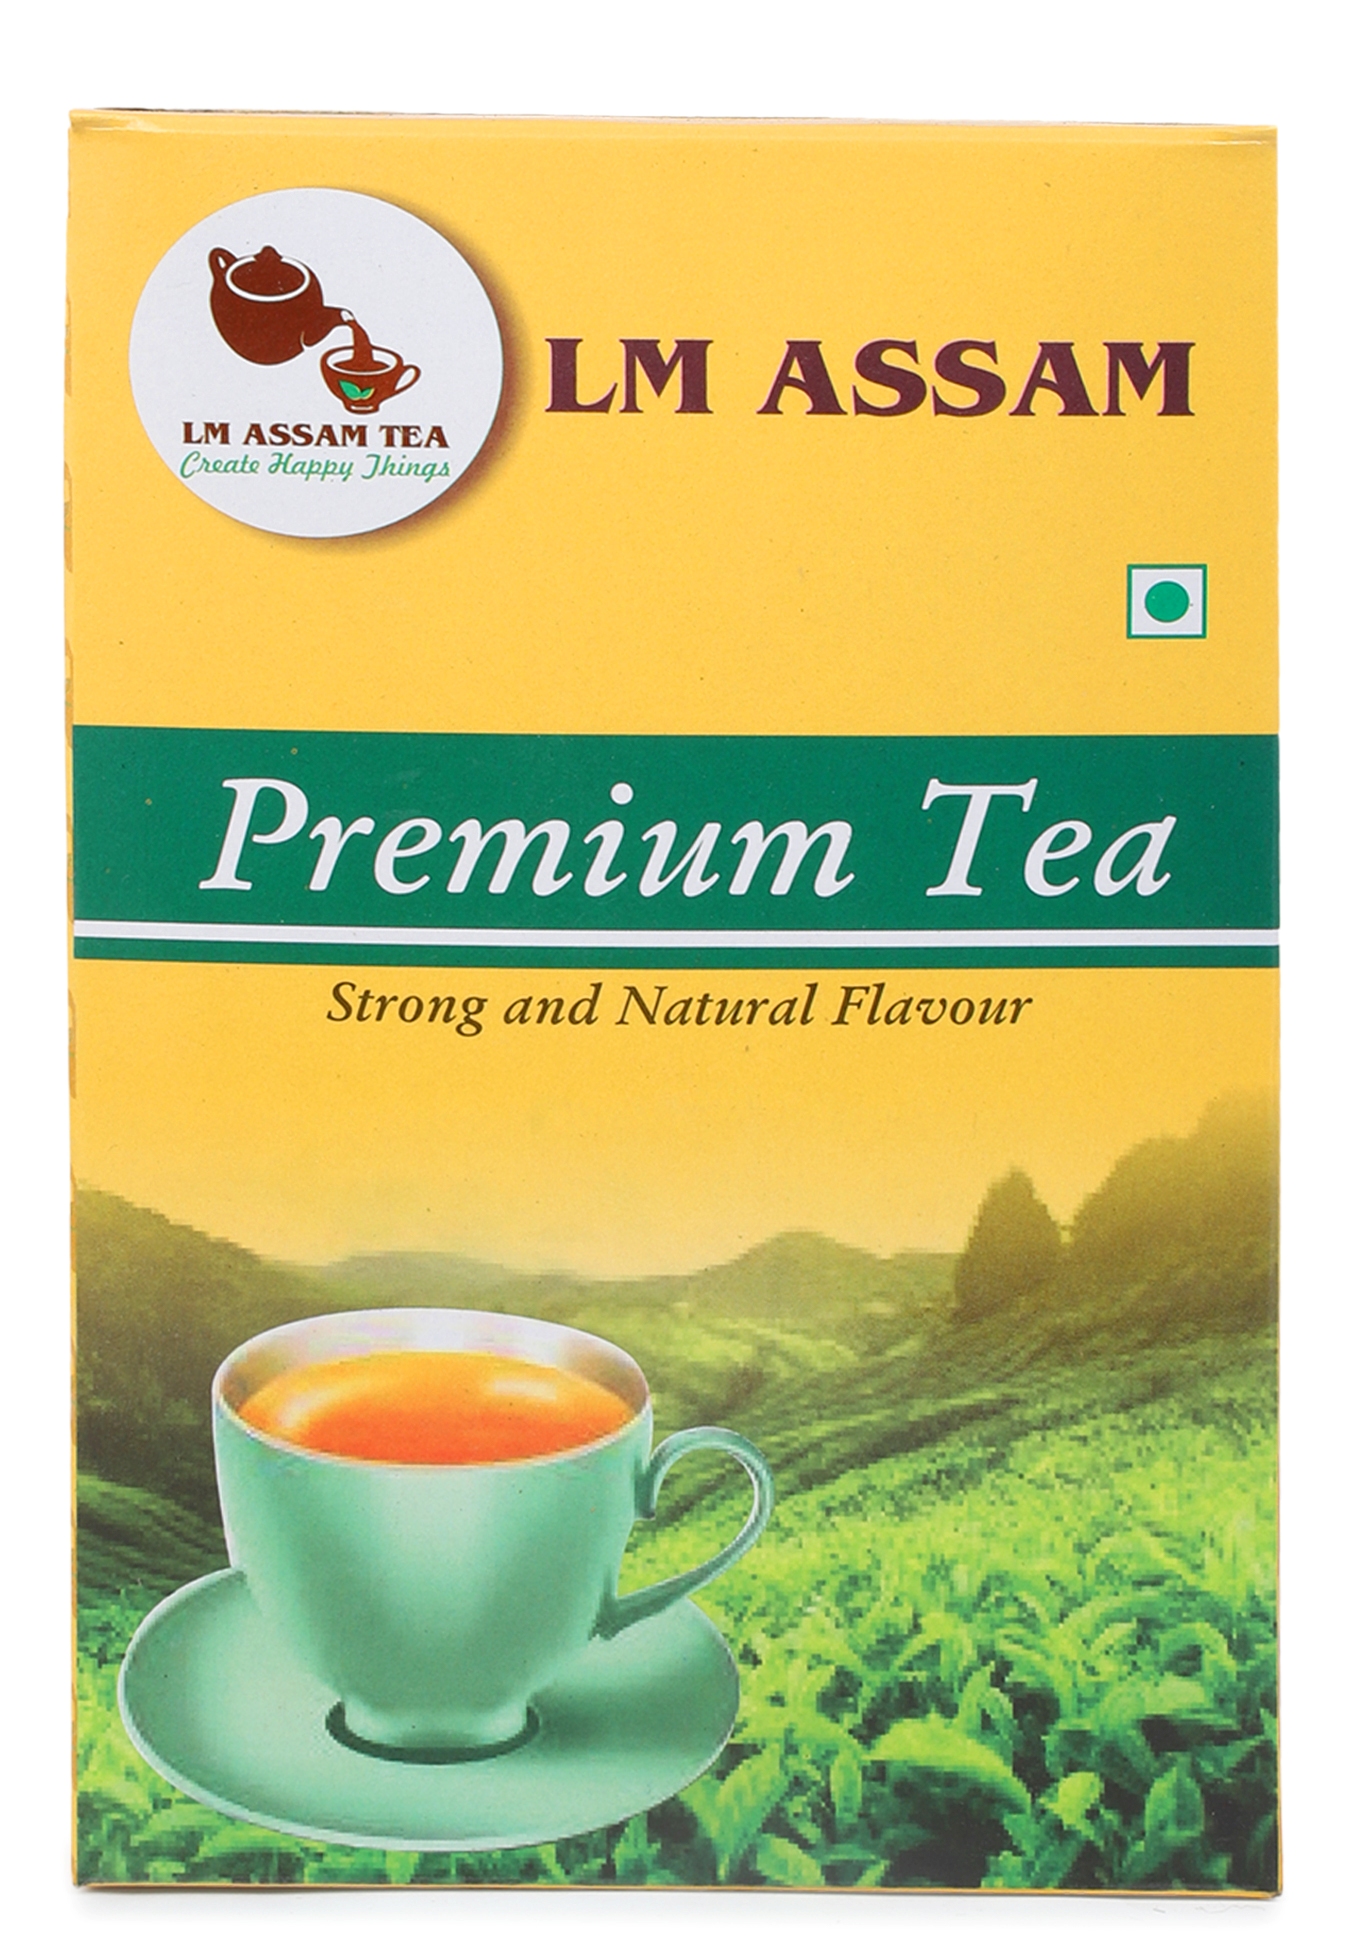 LM ASSAM TEA
Create Happy Things
LM ASSAM
Premium Tea
Strong and Natural Flavour